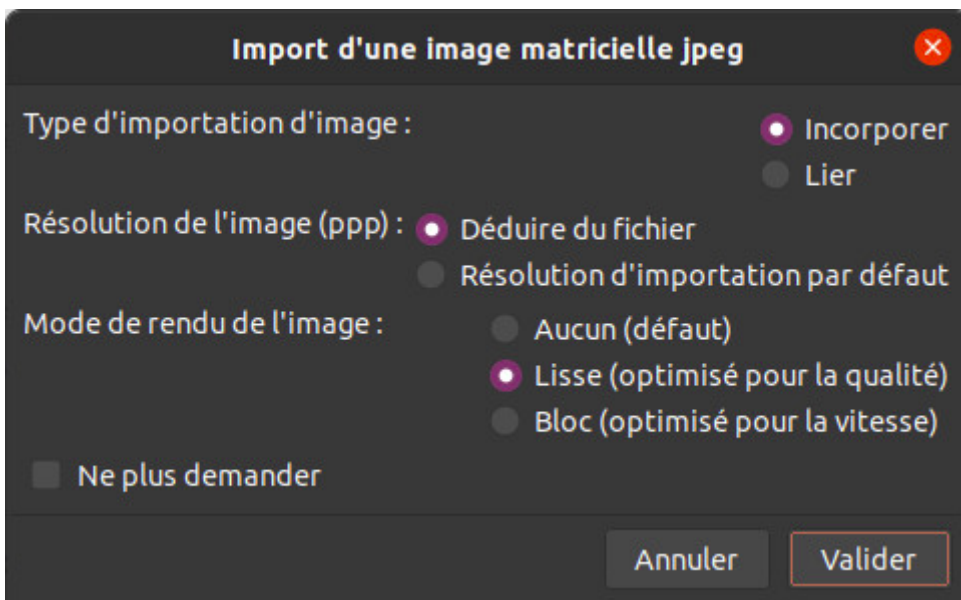 Import d'une image matricielle jpeg
Type d'importation d'image :
Incorporer
Lier
Résolution de l'image (ppp) :
Déduire du fichier
Résolution d'importation par défaut
Mode de rendu de l'image :
Aucun (défaut)
Lisse (optimisé pour la qualité)
Bloc (optimisé pour la vitesse)
Ne plus demander
Annuler
Valider